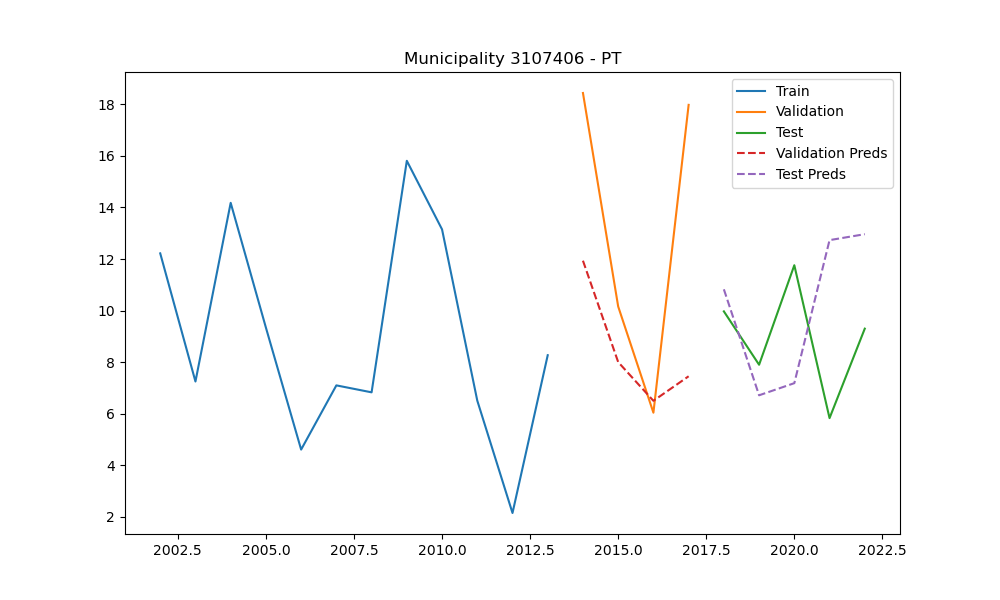 Municipality 3107406 - PT
Train
Validation
Test
Validation Preds
Test Preds
18
16
14
12
10
8
6
4
2
2002.5 2005.0 2007.5 2010.0 2012.5 2015.0 2017.5 2020.0 2022.5